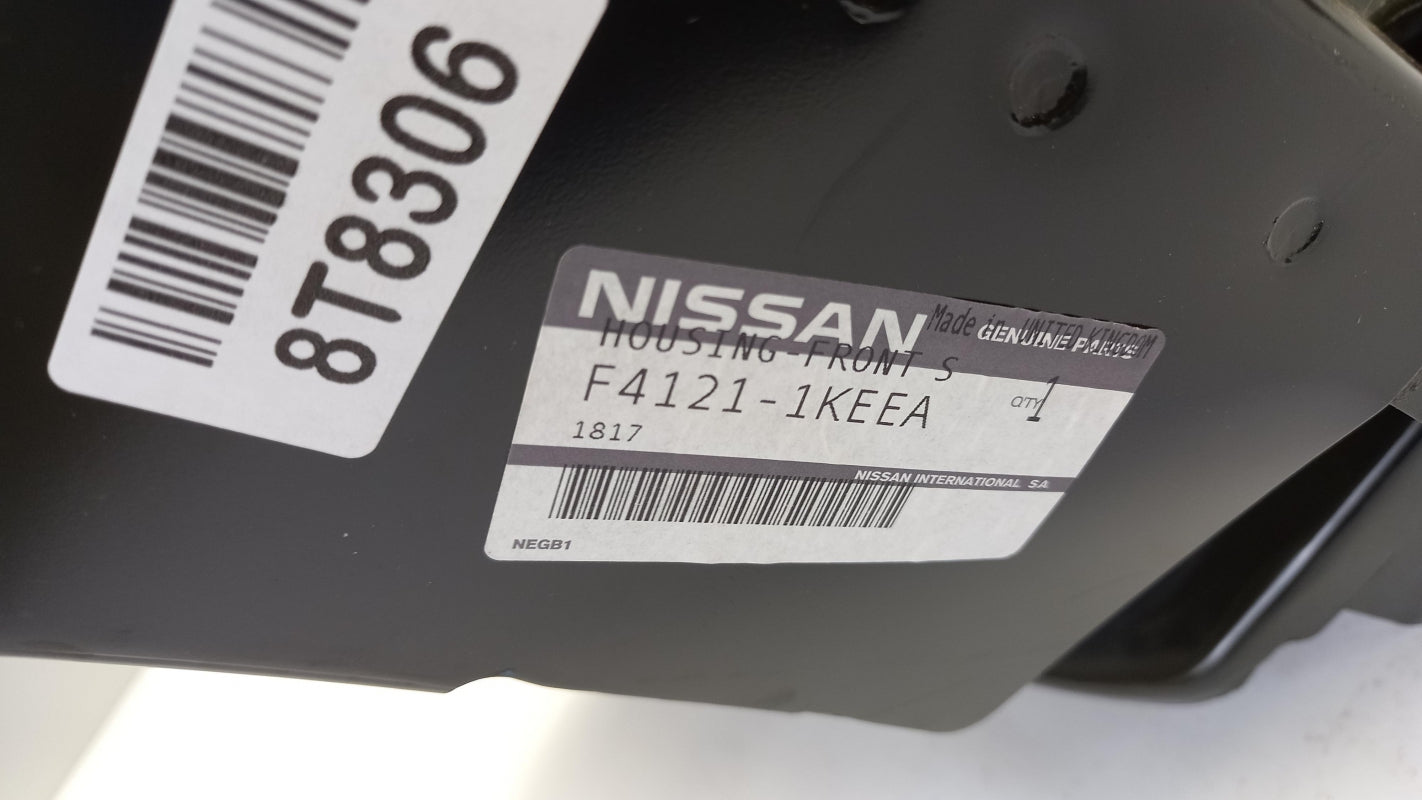 8T8306
NISSAN
Made in UNITED KINGDOM
GENUINE PARTS
HOUSING-FRONT S
F4121-1KEEA
QTY 1
1817
NISSAN INTERNATIONAL SA
NEGB1